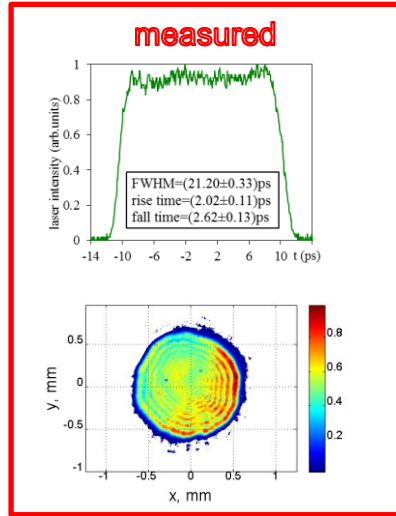 measured
laser intensity (arb.units)
1
0.8
0.6
0.4
0.2
0
FWHM=(21.20±0.33)ps
rise time=(2.02±0.11)ps
fall time=(2.62±0.13)ps
-14 -10 -6 -2 2 6 10 t (ps)
y, mm
0.5
0
-0.5
-1
-1 -0.5 0 0.5 1
x, mm
0.8
0.6
0.4
0.2